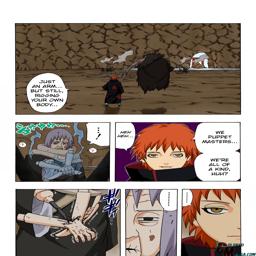 JUST
AN ARM...
BUT STILL,
RIGGING
YOUR OWN
BODY...
HEH
HEH...
WE
PUPPET
MASTERS...
WE'RE
ALL OF A
KIND,
HUH?